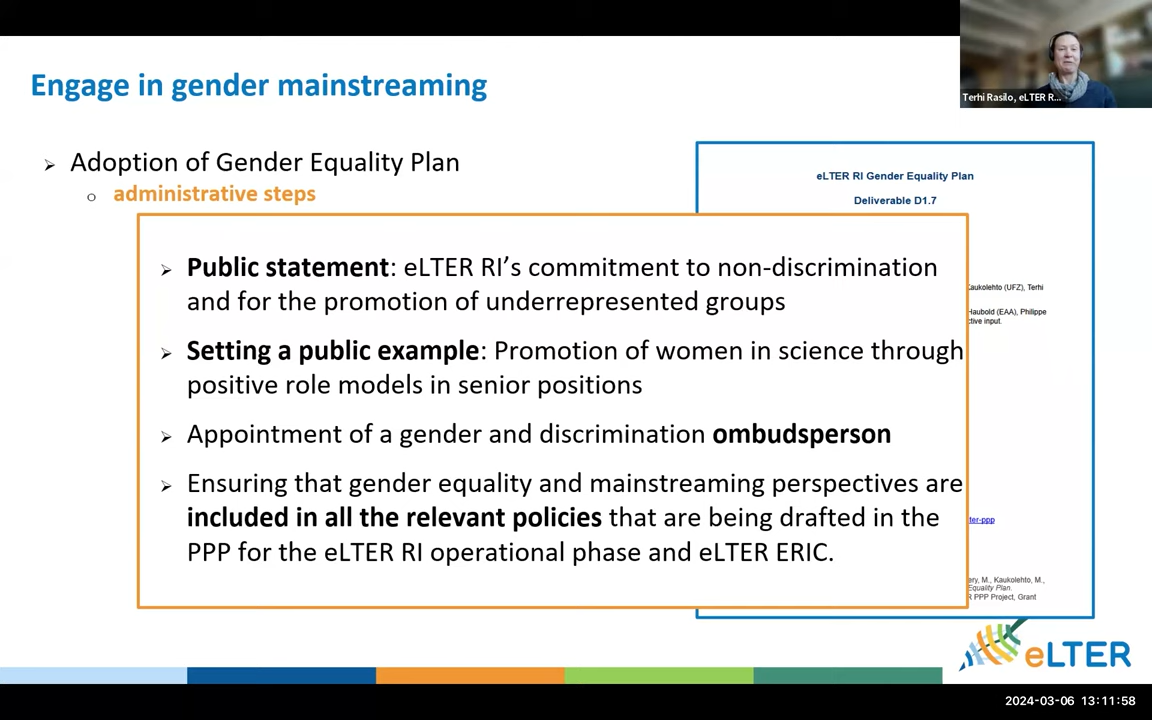 Engage in gender mainstreaming
Terhi Rasilo, eLTER R...
Adoption of Gender Equality Plan
administrative steps
eLTER RI Gender Equality Plan
Deliverable D1.7
Public statement: eLTER RI’s commitment to non-discrimination
and for the promotion of underrepresented groups
Setting a public example: Promotion of women in science through
positive role models in senior positions
Appointment of a gender and discrimination ombudsperson
Ensuring that gender equality and mainstreaming perspectives are
included in all the relevant policies that are being drafted in the
PPP for the eLTER RI operational phase and eLTER ERIC.
Kaukolehto (UFZ), Terhi
Haubold (EAA), Philippe
ctive input.
lter-ppp
ery, M., Kaukolehto, M.,
Equality Plan.
R PPP Project, Grant
eLTER
2024-03-06 13:11:58